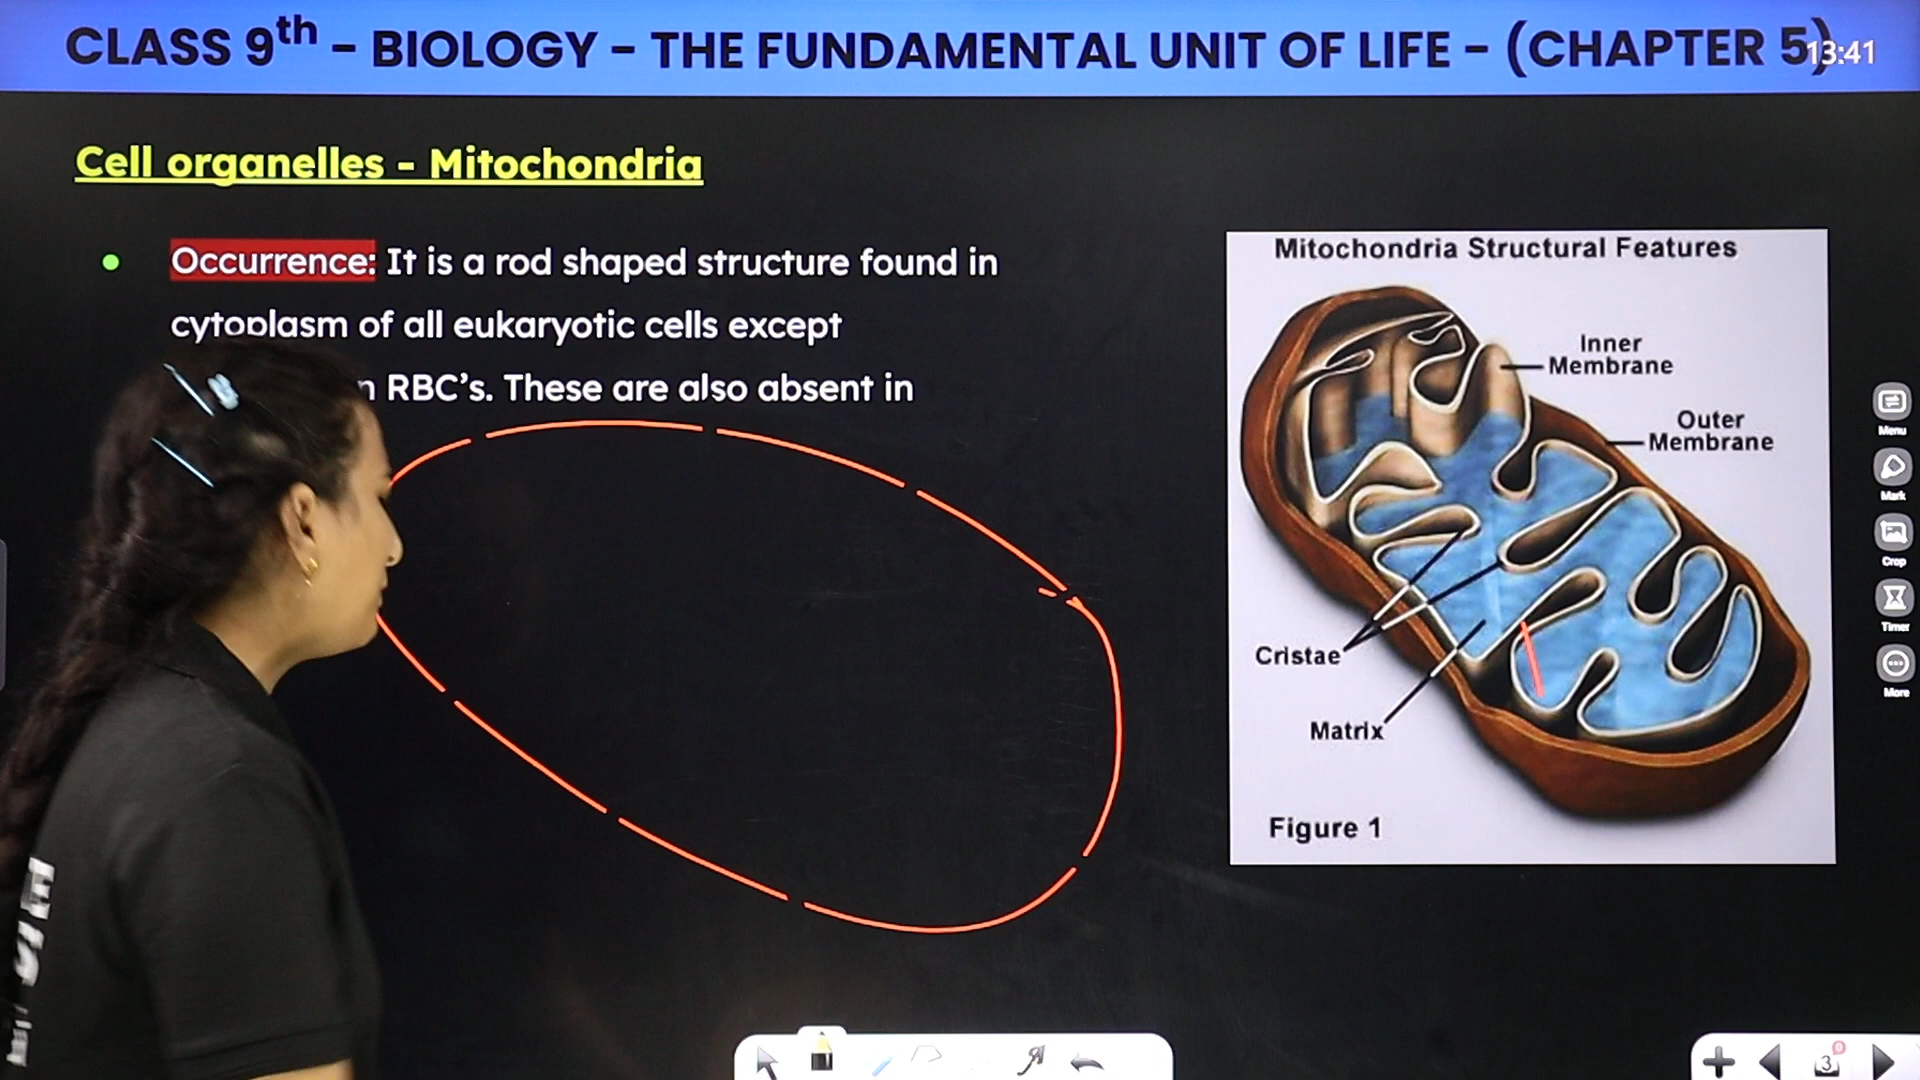 CLASS 9th - BIOLOGY - THE FUNDAMENTAL UNIT OF LIFE - (CHAPTER 5)
13:41
Cell organelles - Mitochondria
Occurrence: It is a rod shaped structure found in
cytoplasm of all eukaryotic cells except
RBC's. These are also absent in
Mitochondria Structural Features
Inner
Membrane
Outer
Membrane
Cristae
Matrix
Figure 1
Menu
Mark
Crop
Timer
More
3